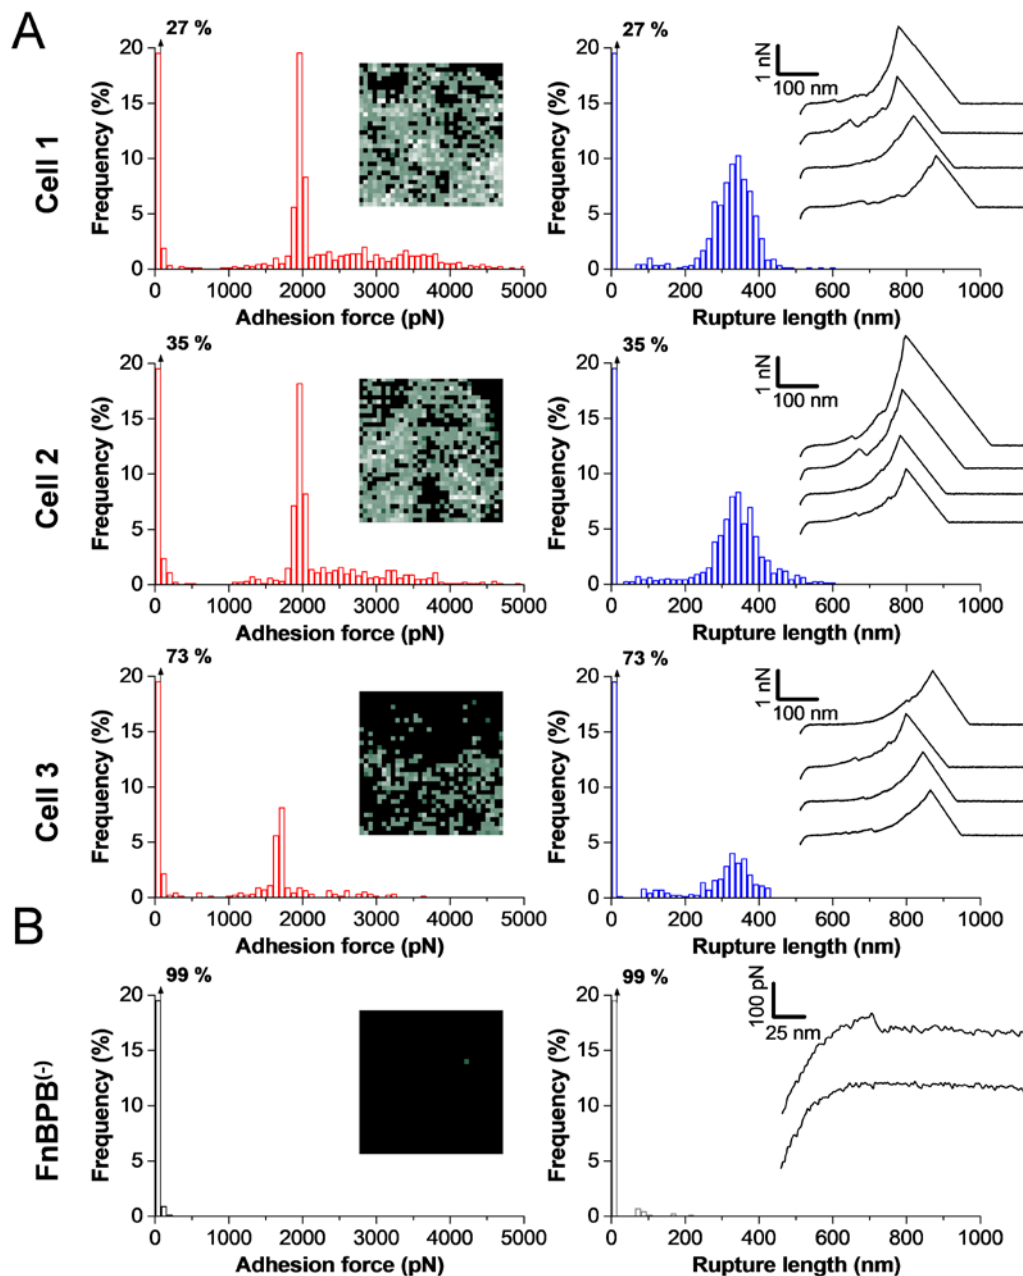 A
Cell 1
27 %
Frequency (%)
20
15
10
5
0
0 1000 2000 3000 4000 5000
Adhesion force (pN)
27 %
Frequency (%)
20
15
10
5
0
0 200 400 600 800 1000
Rupture length (nm)
1 nN
100 nm
Cell 2
35 %
Frequency (%)
20
15
10
5
0
0 1000 2000 3000 4000 5000
Adhesion force (pN)
35 %
Frequency (%)
20
15
10
5
0
0 200 400 600 800 1000
Rupture length (nm)
1 nN
100 nm
Cell 3
73 %
Frequency (%)
20
15
10
5
0
0 1000 2000 3000 4000 5000
Adhesion force (pN)
73 %
Frequency (%)
20
15
10
5
0
0 200 400 600 800 1000
Rupture length (nm)
1 nN
100 nm
B
FnBPB(-)
99 %
Frequency (%)
20
15
10
5
0
0 1000 2000 3000 4000 5000
Adhesion force (pN)
99 %
Frequency (%)
20
15
10
5
0
0 200 400 600 800 1000
Rupture length (nm)
100 pN
25 nm